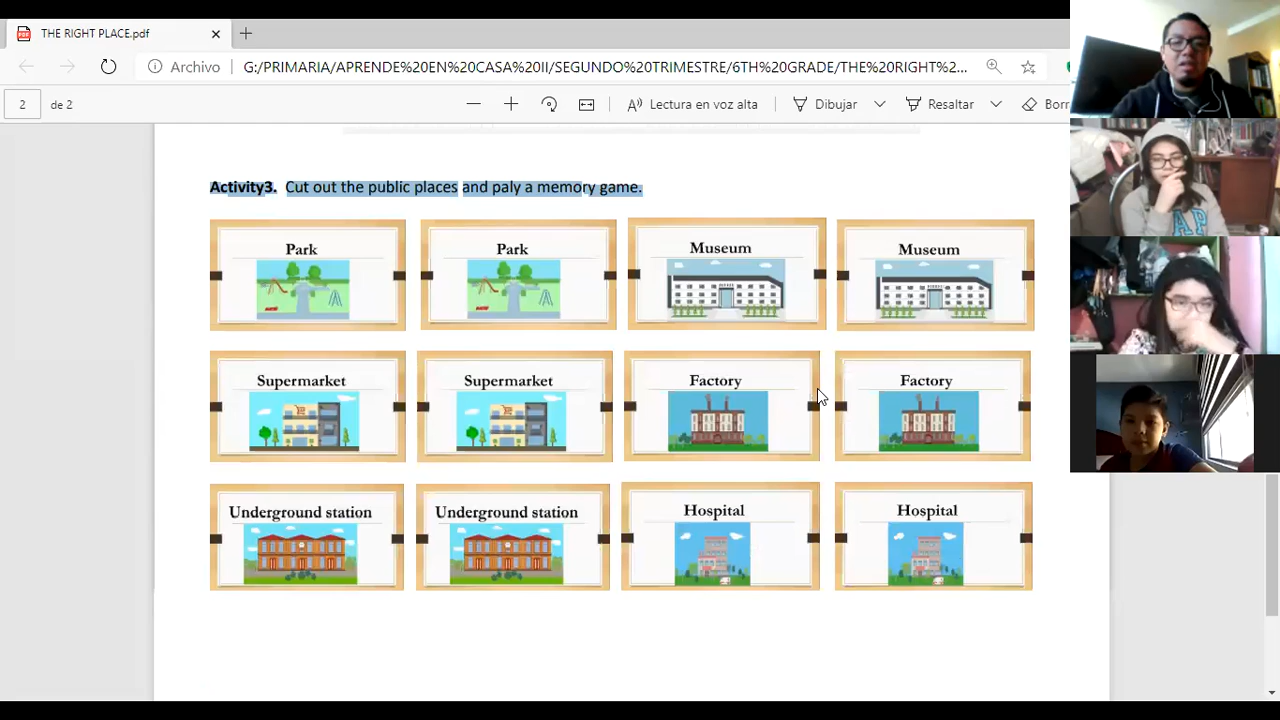 THE RIGHT PLACE.pdf
Archivo G:/PRIMARIA/APRENDE%20EN%20CASA%20II/SEGUNDO%20TRIMESTRE/6TH%20GRADE/THE%20RIGHT%2...
2 de 2 Lectura en voz alta Dibujar Resaltar Borr
Activity3. Cut out the public places and paly a memory game.
Park Park Museum Museum
Supermarket Supermarket Factory Factory
Underground station Underground station Hospital Hospital